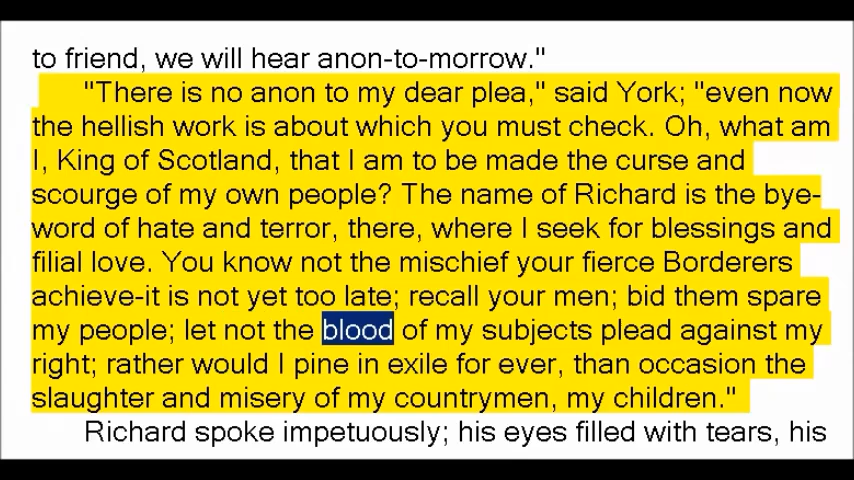 to friend, we will hear anon-to-morrow."
"There is no anon to my dear plea," said York; "even now
the hellish work is about which you must check. Oh, what am
I, King of Scotland, that I am to be made the curse and
scourge of my own people? The name of Richard is the bye-
word of hate and terror, there, where I seek for blessings and
filial love. You know not the mischief your fierce Borderers
achieve-it is not yet too late; recall your men; bid them spare
my people; let not the blood of my subjects plead against my
right; rather would I pine in exile for ever, than occasion the
slaughter and misery of my countrymen, my children."
Richard spoke impetuously; his eyes filled with tears, his